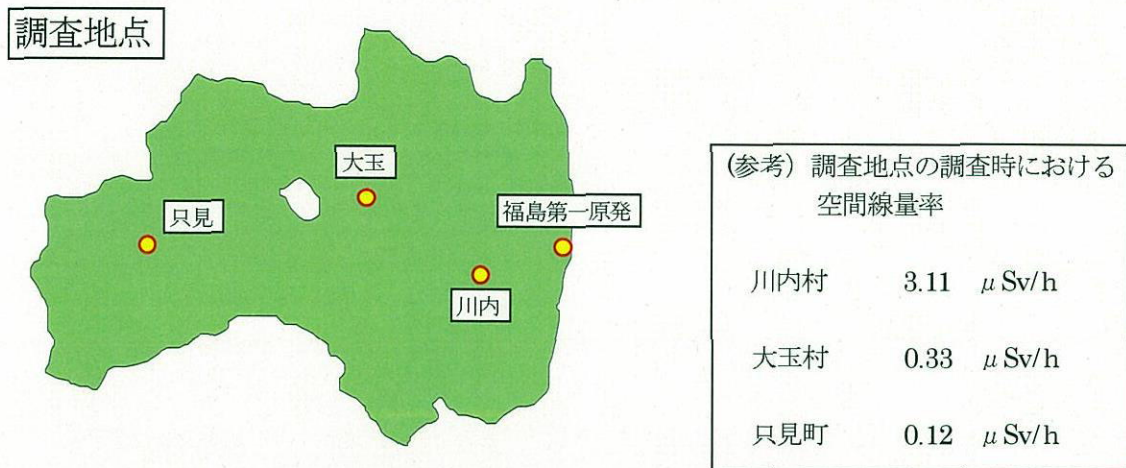 調査地点
大玉
只見
福島第一原発
川内
(参考) 調査地点の調査時における
空間線量率
川内村 3.11 μSv/h
大玉村 0.33 μSv/h
只見町 0.12 μSv/h